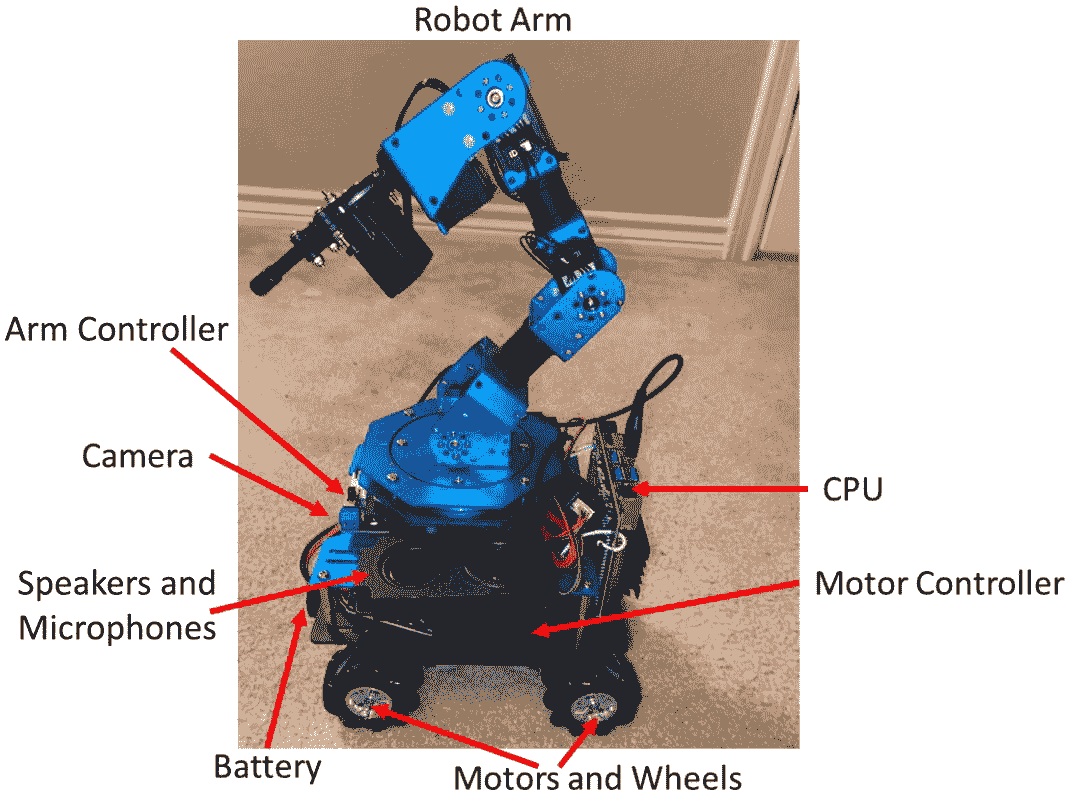 Robot Arm
Arm Controller
Camera
CPU
Speakers and
Microphones
Motor Controller
Battery
Motors and Wheels